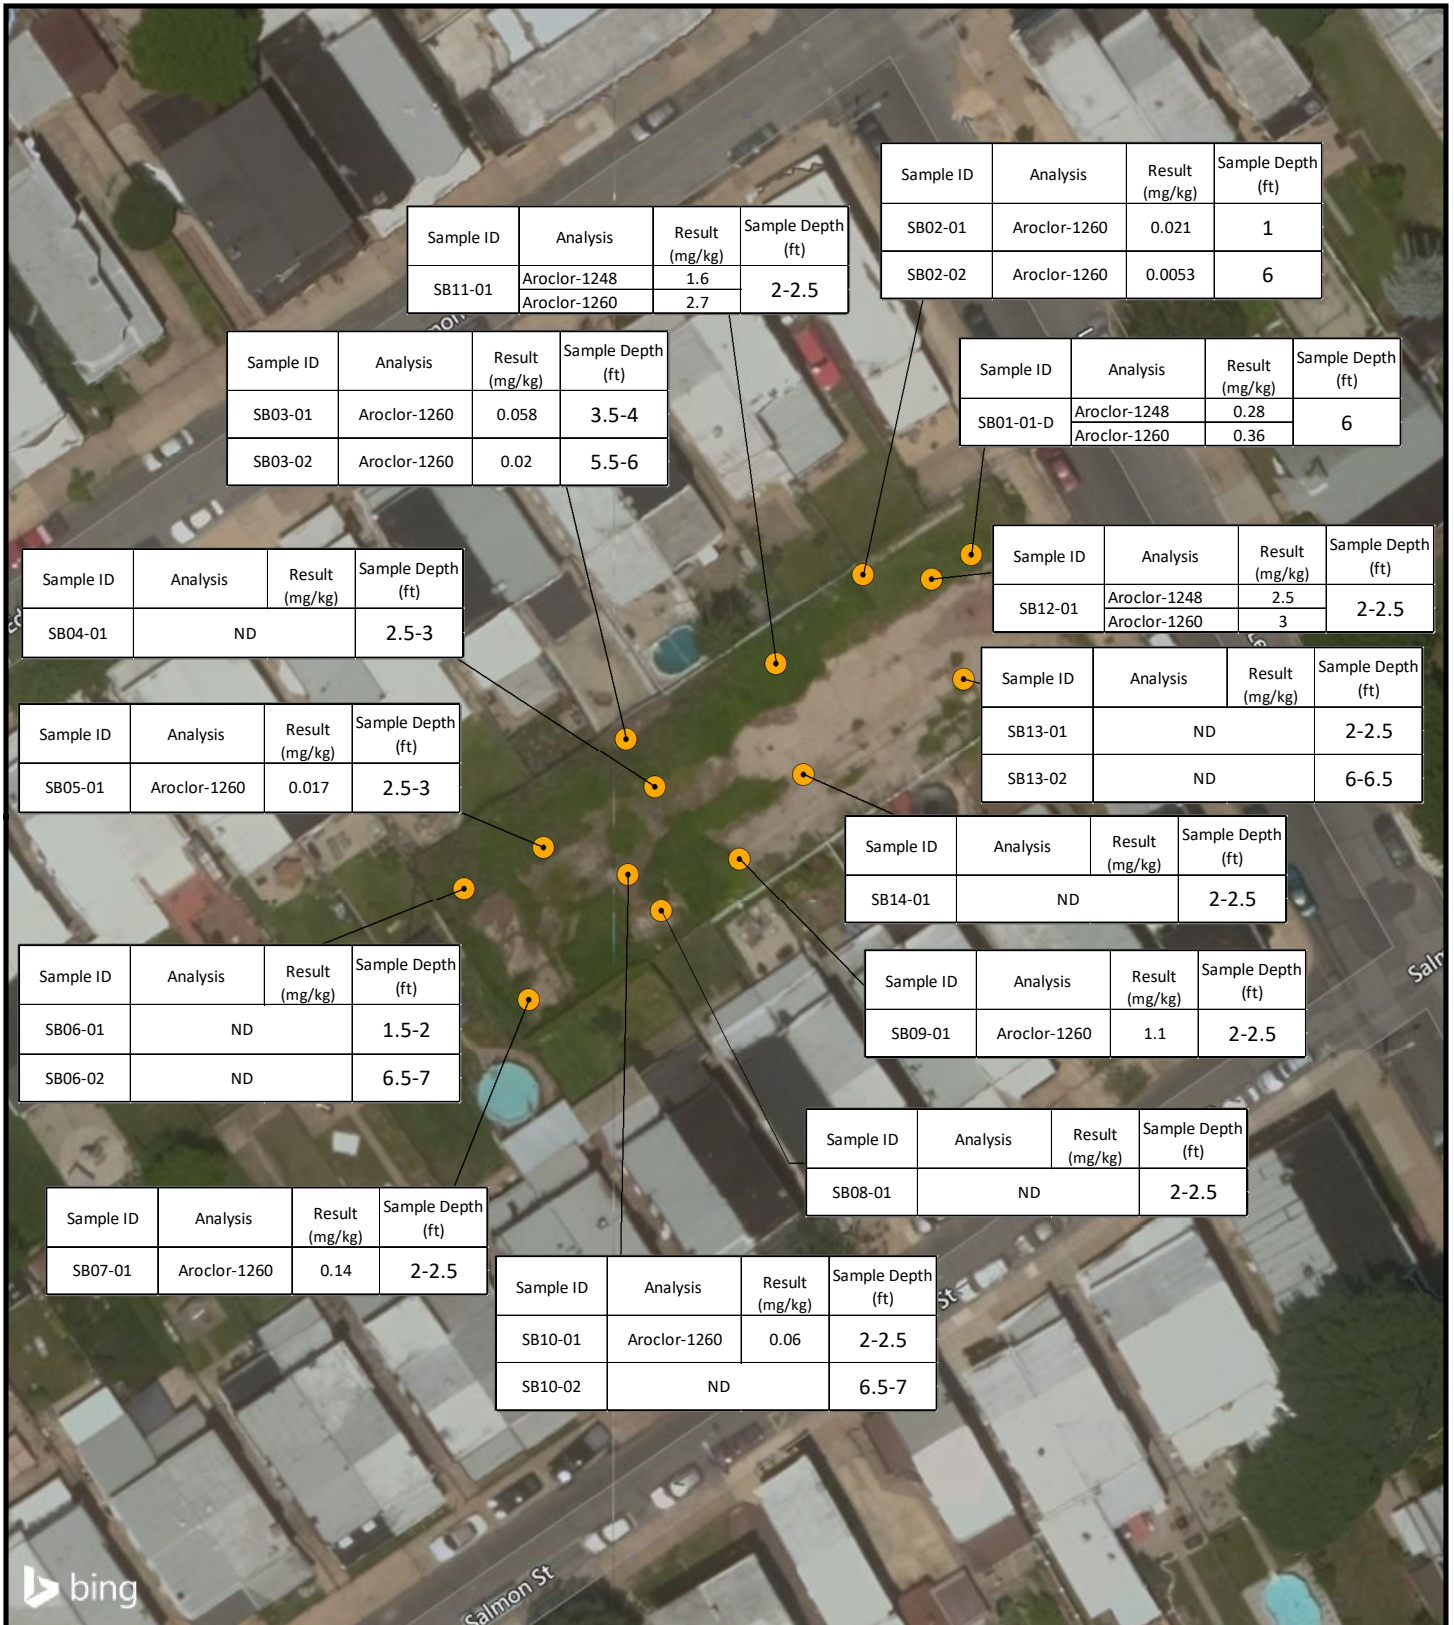 Sample ID Analysis Result (mg/kg) Sample Depth (ft)
SB02-01 Aroclor-1260 0.021 1
SB02-02 Aroclor-1260 0.0053 6
Sample ID Analysis Result (mg/kg) Sample Depth (ft)
SB11-01 Aroclor-1248 1.6 2-2.5
Aroclor-1260 2.7
Sample ID Analysis Result (mg/kg) Sample Depth (ft)
SB03-01 Aroclor-1260 0.058 3.5-4
SB03-02 Aroclor-1260 0.02 5.5-6
Sample ID Analysis Result (mg/kg) Sample Depth (ft)
SB01-01-D Aroclor-1248 0.28 6
Aroclor-1260 0.36
Sample ID Analysis Result (mg/kg) Sample Depth (ft)
SB12-01 Aroclor-1248 2.5 2-2.5
Aroclor-1260 3
Sample ID Analysis Result (mg/kg) Sample Depth (ft)
SB04-01 ND 2.5-3
Sample ID Analysis Result (mg/kg) Sample Depth (ft)
SB13-01 ND 2-2.5
SB13-02 ND 6-6.5
Sample ID Analysis Result (mg/kg) Sample Depth (ft)
SB05-01 Aroclor-1260 0.017 2.5-3
Sample ID Analysis Result (mg/kg) Sample Depth (ft)
SB14-01 ND 2-2.5
Sample ID Analysis Result (mg/kg) Sample Depth (ft)
SB06-01 ND 1.5-2
SB06-02 ND 6.5-7
Sample ID Analysis Result (mg/kg) Sample Depth (ft)
SB09-01 Aroclor-1260 1.1 2-2.5
Sample ID Analysis Result (mg/kg) Sample Depth (ft)
SB08-01 ND 2-2.5
Sample ID Analysis Result (mg/kg) Sample Depth (ft)
SB07-01 Aroclor-1260 0.14 2-2.5
Sample ID Analysis Result (mg/kg) Sample Depth (ft)
SB10-01 Aroclor-1260 0.06 2-2.5
SB10-02 ND 6.5-7
St
bing
Salmon St